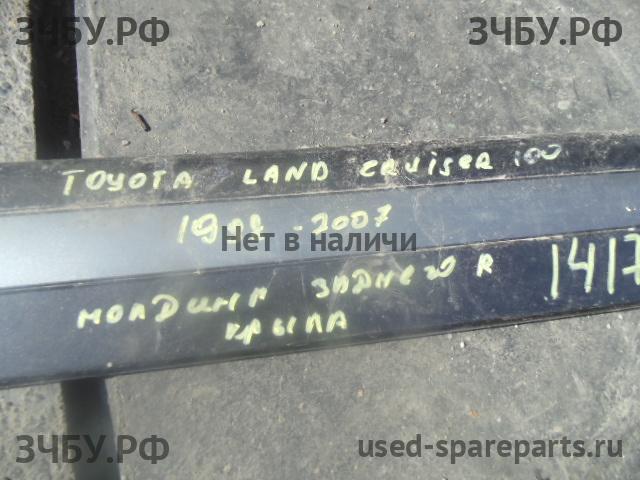 ЗЧБУ.РФ ЗЧБУ.РФ
TOYOTA LAND CRUISER 100
1998 - 2007
Нет в наличи
МОЛДИНГ ЗАДНЕГО R 1417
КРЫЛА
ЗЧБУ.РФ used-spareparts.ru